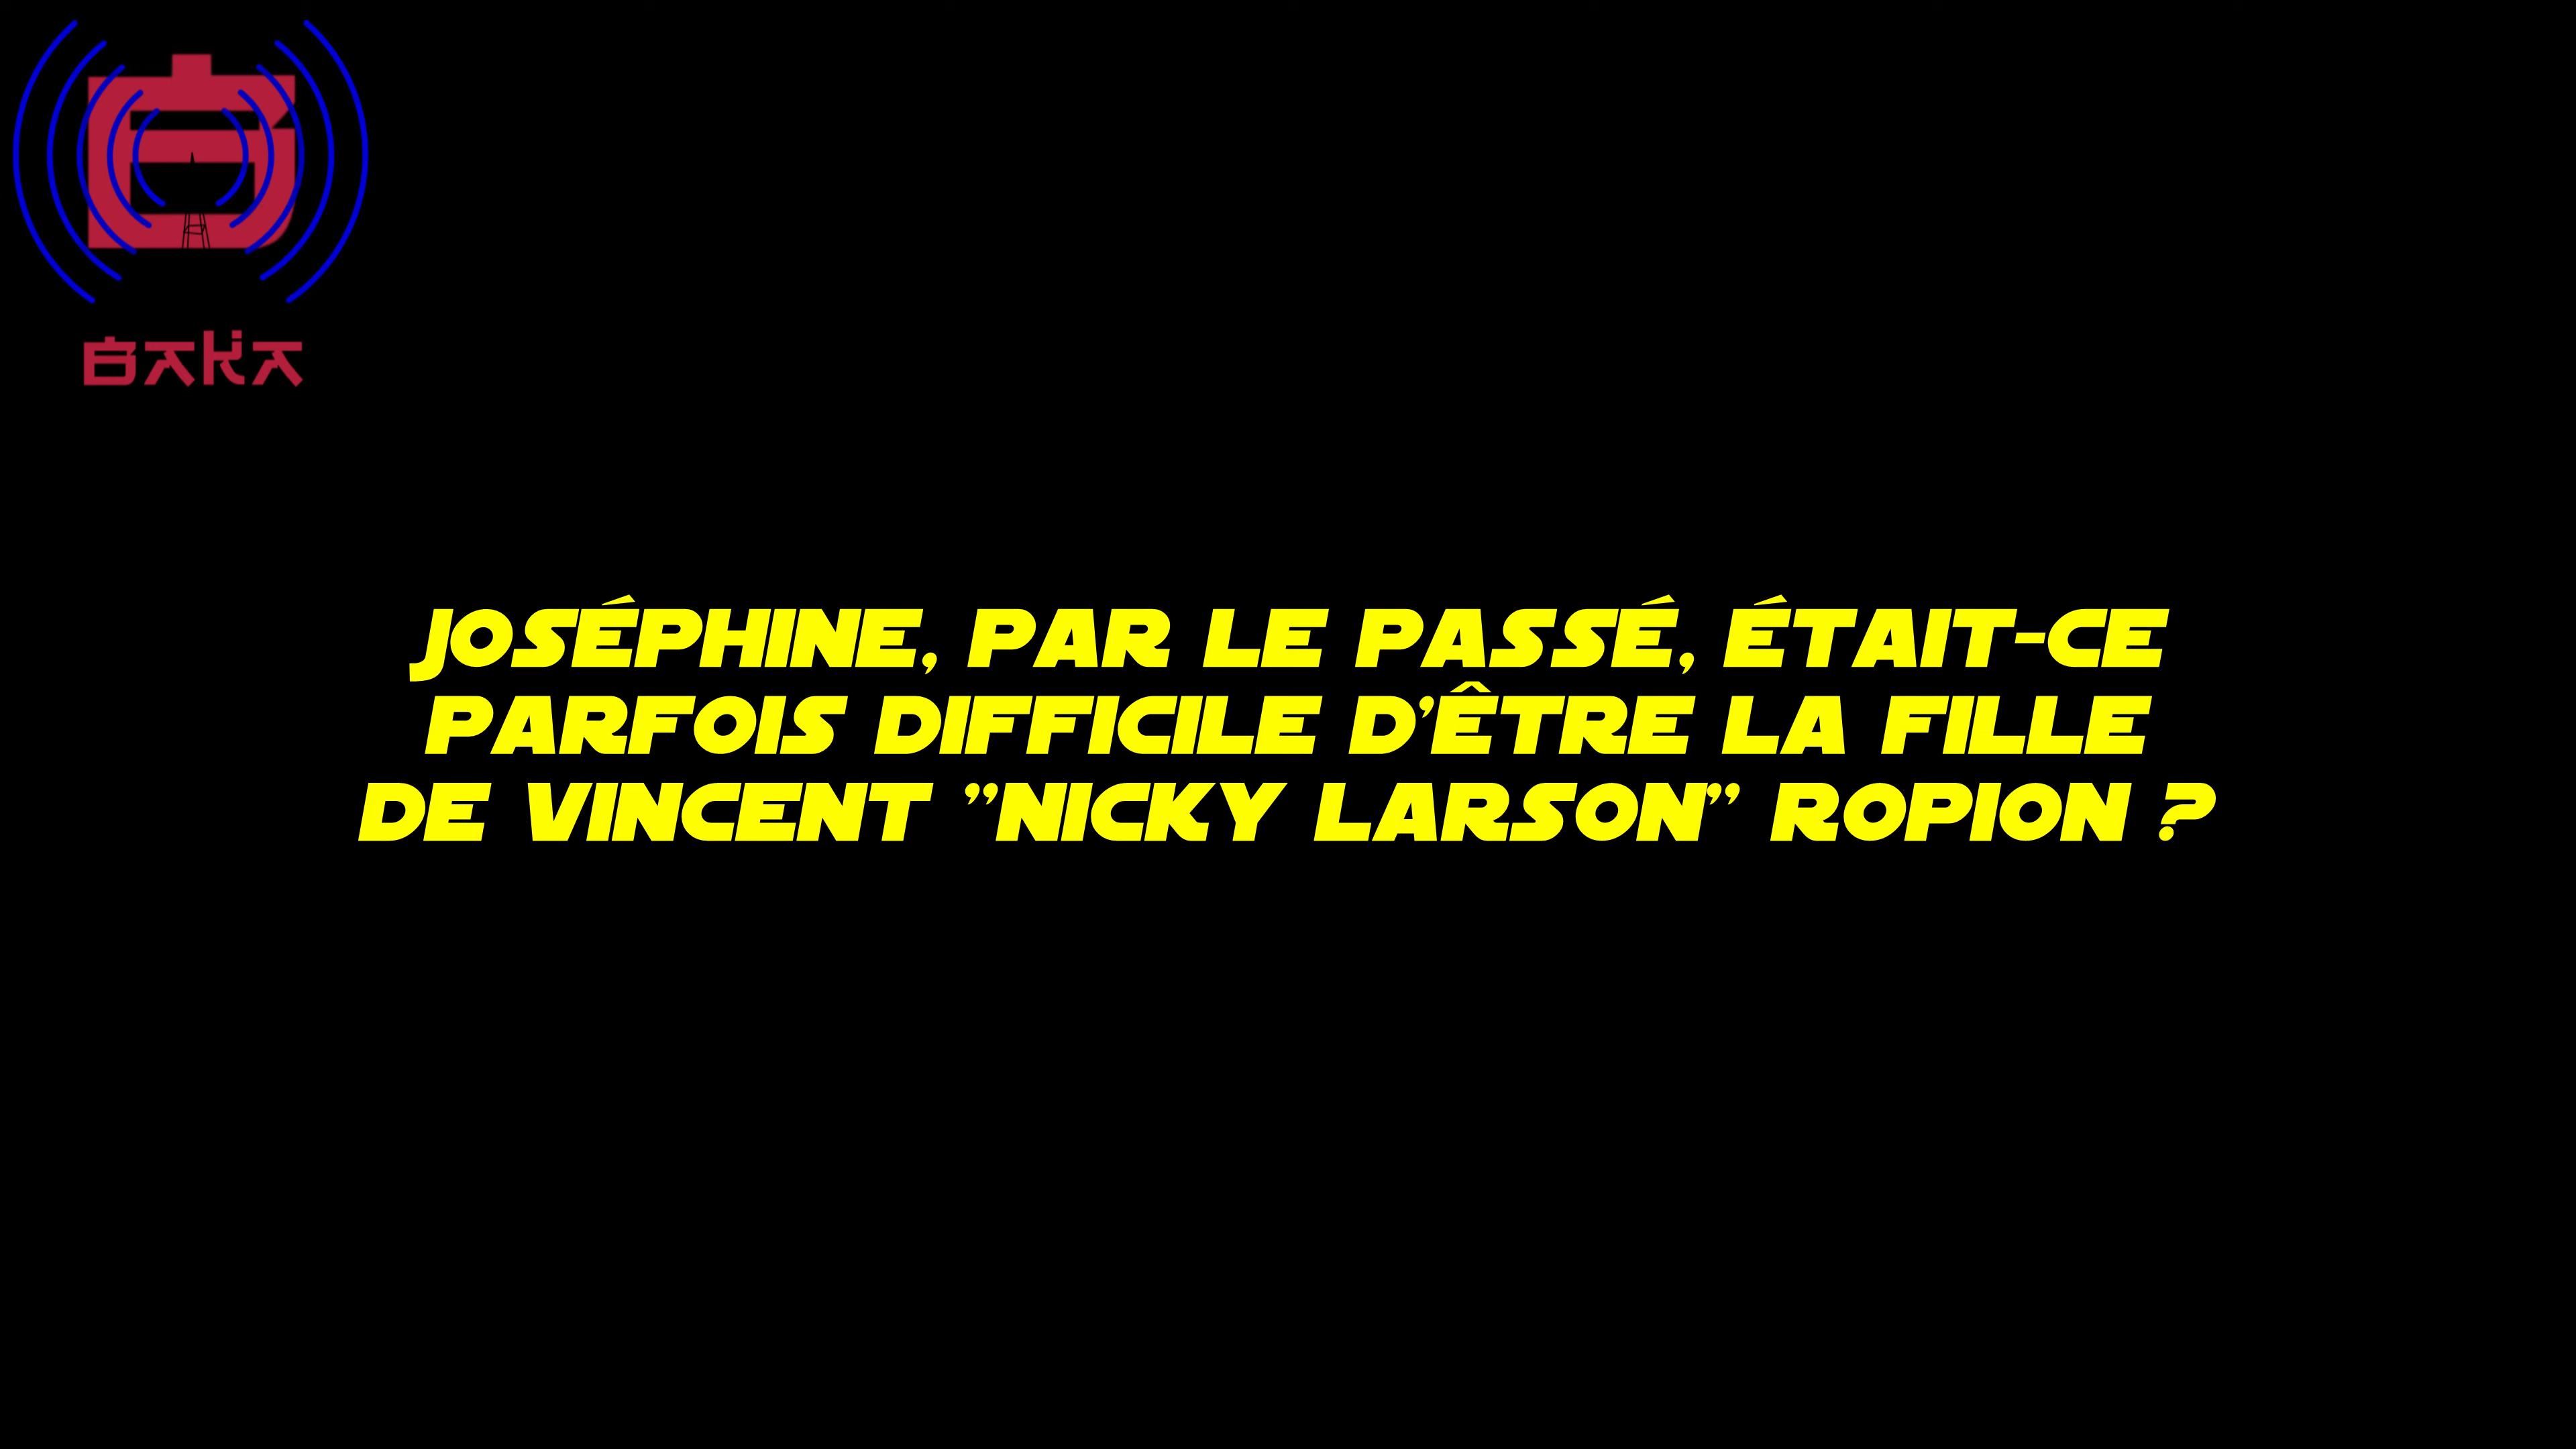 BAKA
JOSÉPHINE, PAR LE PASSÉ, ÉTAIT-CE
PARFOIS DIFFICILE D'ÊTRE LA FILLE
DE VINCENT "NICKY LARSON" ROPION ?